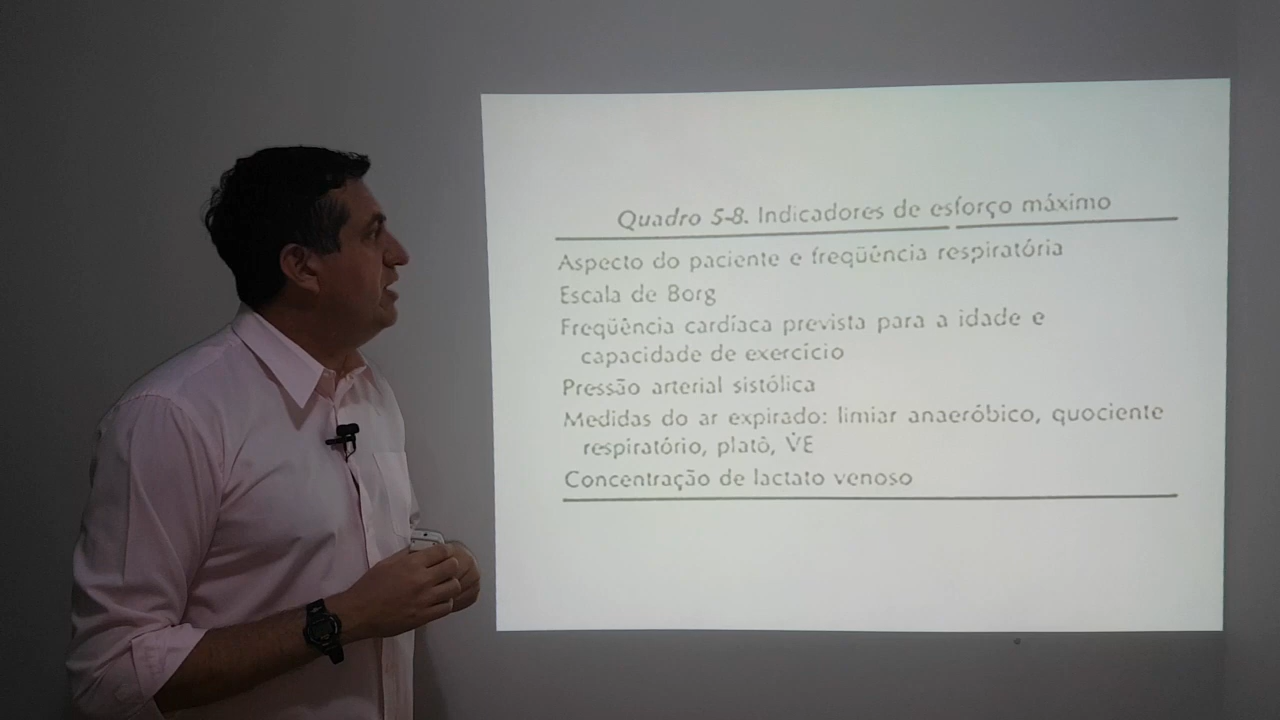 Quadro 5-8. Indicadores de esforço máximo
Aspecto do paciente e freqüência respiratória
Escala de Borg
Freqüência cardíaca prevista para a idade e
capacidade de exercício
Pressão arterial sistólica
Medidas do ar expirado: limiar anaeróbico, quociente
respiratório, platô, V̇E
Concentração de lactato venoso